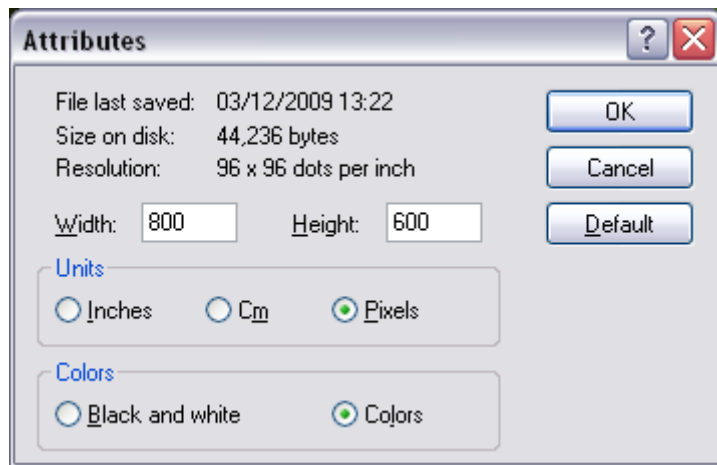 Attributes
File last saved: 03/12/2009 13:22
Size on disk: 44,236 bytes
Resolution: 96 x 96 dots per inch
OK
Cancel
Width: 800 Height: 600 Default
Units
Inches Cm Pixels
Colors
Black and white Colors